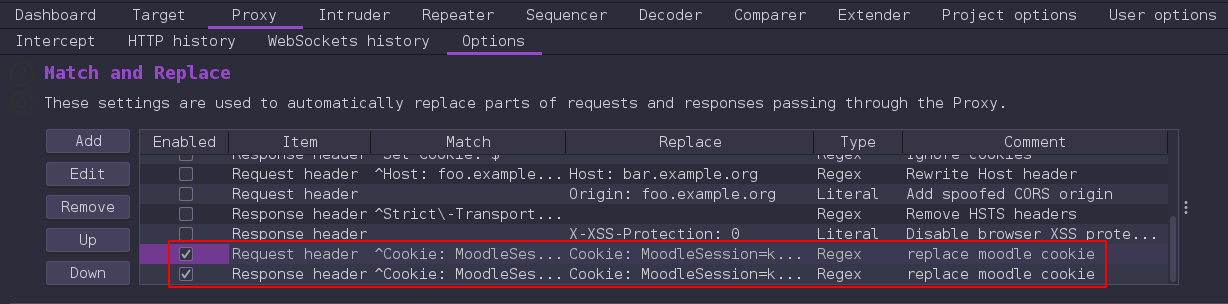 Dashboard Target Proxy Intruder Repeater Sequencer Decoder Comparer Extender Project options User options
Intercept HTTP history WebSockets history Options
Match and Replace
These settings are used to automatically replace parts of requests and responses passing through the Proxy.
Add Enabled Item Match Replace Type Comment
Response header ^Set-Cookie: $ Regex Ignore cookies
Edit Request header ^Host: foo.example... Host: bar.example.org Regex Rewrite Host header
Request header Origin: foo.example.org Literal Add spoofed CORS origin
Remove Response header ^Strict\-Transport... Regex Remove HSTS headers
Up Response header X-XSS-Protection: 0 Literal Disable browser XSS prote...
Request header ^Cookie: MoodleSes... Cookie: MoodleSession=k... Regex replace moodle cookie
Down Response header ^Cookie: MoodleSes... Cookie: MoodleSession=k... Regex replace moodle cookie